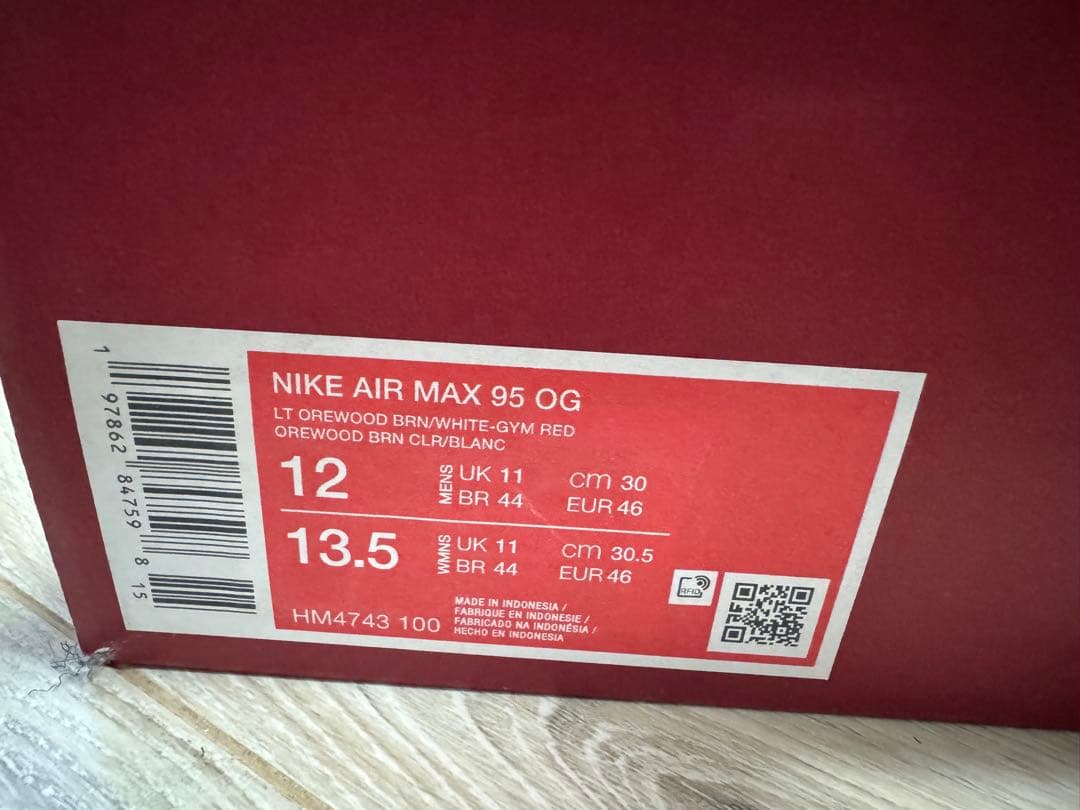 1 97862 84759 8 15
NIKE AIR MAX 95 OG
LT OREWOOD BRN/WHITE-GYM RED
OREWOOD BRN CLR/BLANC
12 MENS UK 11 cm 30
BR 44 EUR 46
13.5 WMNS UK 11 cm 30.5
BR 44 EUR 46
RFID
HM4743 100
MADE IN INDONESIA /
FABRIQUE EN INDONESIE /
FABRICADO NA INDONÉSIA /
HECHO EN INDONESIA